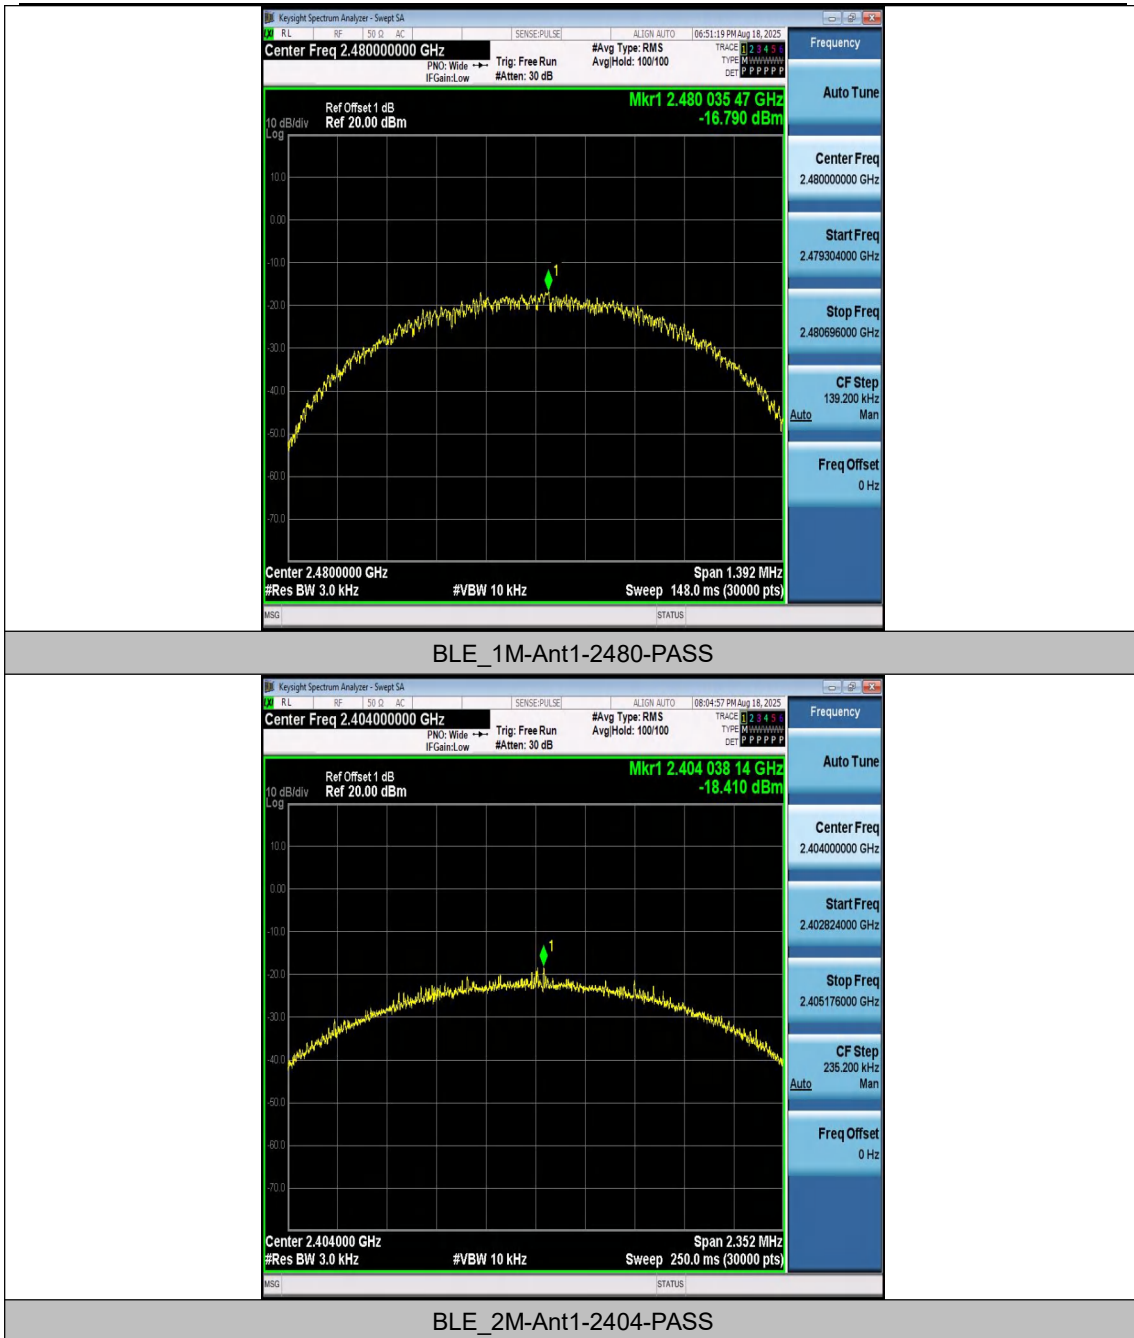 Keysight Spectrum Analyzer - Swept SA
RL RF 50 Ω AC SENSE:PULSE ALIGN AUTO 06:51:19 PM Aug 18, 2025
Center Freq 2.480000000 GHz
PNO: Wide
IFGain:Low
Trig: Free Run
#Atten: 30 dB
#Avg Type: RMS
Avg|Hold: 100/100
TRACE 1 2 3 4 5 6
TYPE M W W W W W
DET P P P P P P
Ref Offset 1 dB
10 dB/div Ref 20.00 dBm
Log
Mkr1 2.480 035 47 GHz
-16.790 dBm
10.0
0.00
-10.0
-20.0
-30.0
-40.0
-50.0
-60.0
-70.0
1
Center 2.4800000 GHz Span 1.392 MHz
#Res BW 3.0 kHz #VBW 10 kHz Sweep 148.0 ms (30000 pts)
MSG STATUS
Frequency
Auto Tune
Center Freq
2.480000000 GHz
Start Freq
2.479304000 GHz
Stop Freq
2.480696000 GHz
CF Step
139.200 kHz
Auto Man
Freq Offset
0 Hz
BLE_1M-Ant1-2480-PASS
Keysight Spectrum Analyzer - Swept SA
RL RF 50 Ω AC SENSE:PULSE ALIGN AUTO 08:04:57 PM Aug 18, 2025
Center Freq 2.404000000 GHz
PNO: Wide
IFGain:Low
Trig: Free Run
#Atten: 30 dB
#Avg Type: RMS
Avg|Hold: 100/100
TRACE 1 2 3 4 5 6
TYPE M W W W W W
DET P P P P P P
Ref Offset 1 dB
10 dB/div Ref 20.00 dBm
Log
Mkr1 2.404 038 14 GHz
-18.410 dBm
10.0
0.00
-10.0
-20.0
-30.0
-40.0
-50.0
-60.0
-70.0
1
Center 2.404000 GHz Span 2.352 MHz
#Res BW 3.0 kHz #VBW 10 kHz Sweep 250.0 ms (30000 pts)
MSG STATUS
Frequency
Auto Tune
Center Freq
2.404000000 GHz
Start Freq
2.402824000 GHz
Stop Freq
2.405176000 GHz
CF Step
235.200 kHz
Auto Man
Freq Offset
0 Hz
BLE_2M-Ant1-2404-PASS